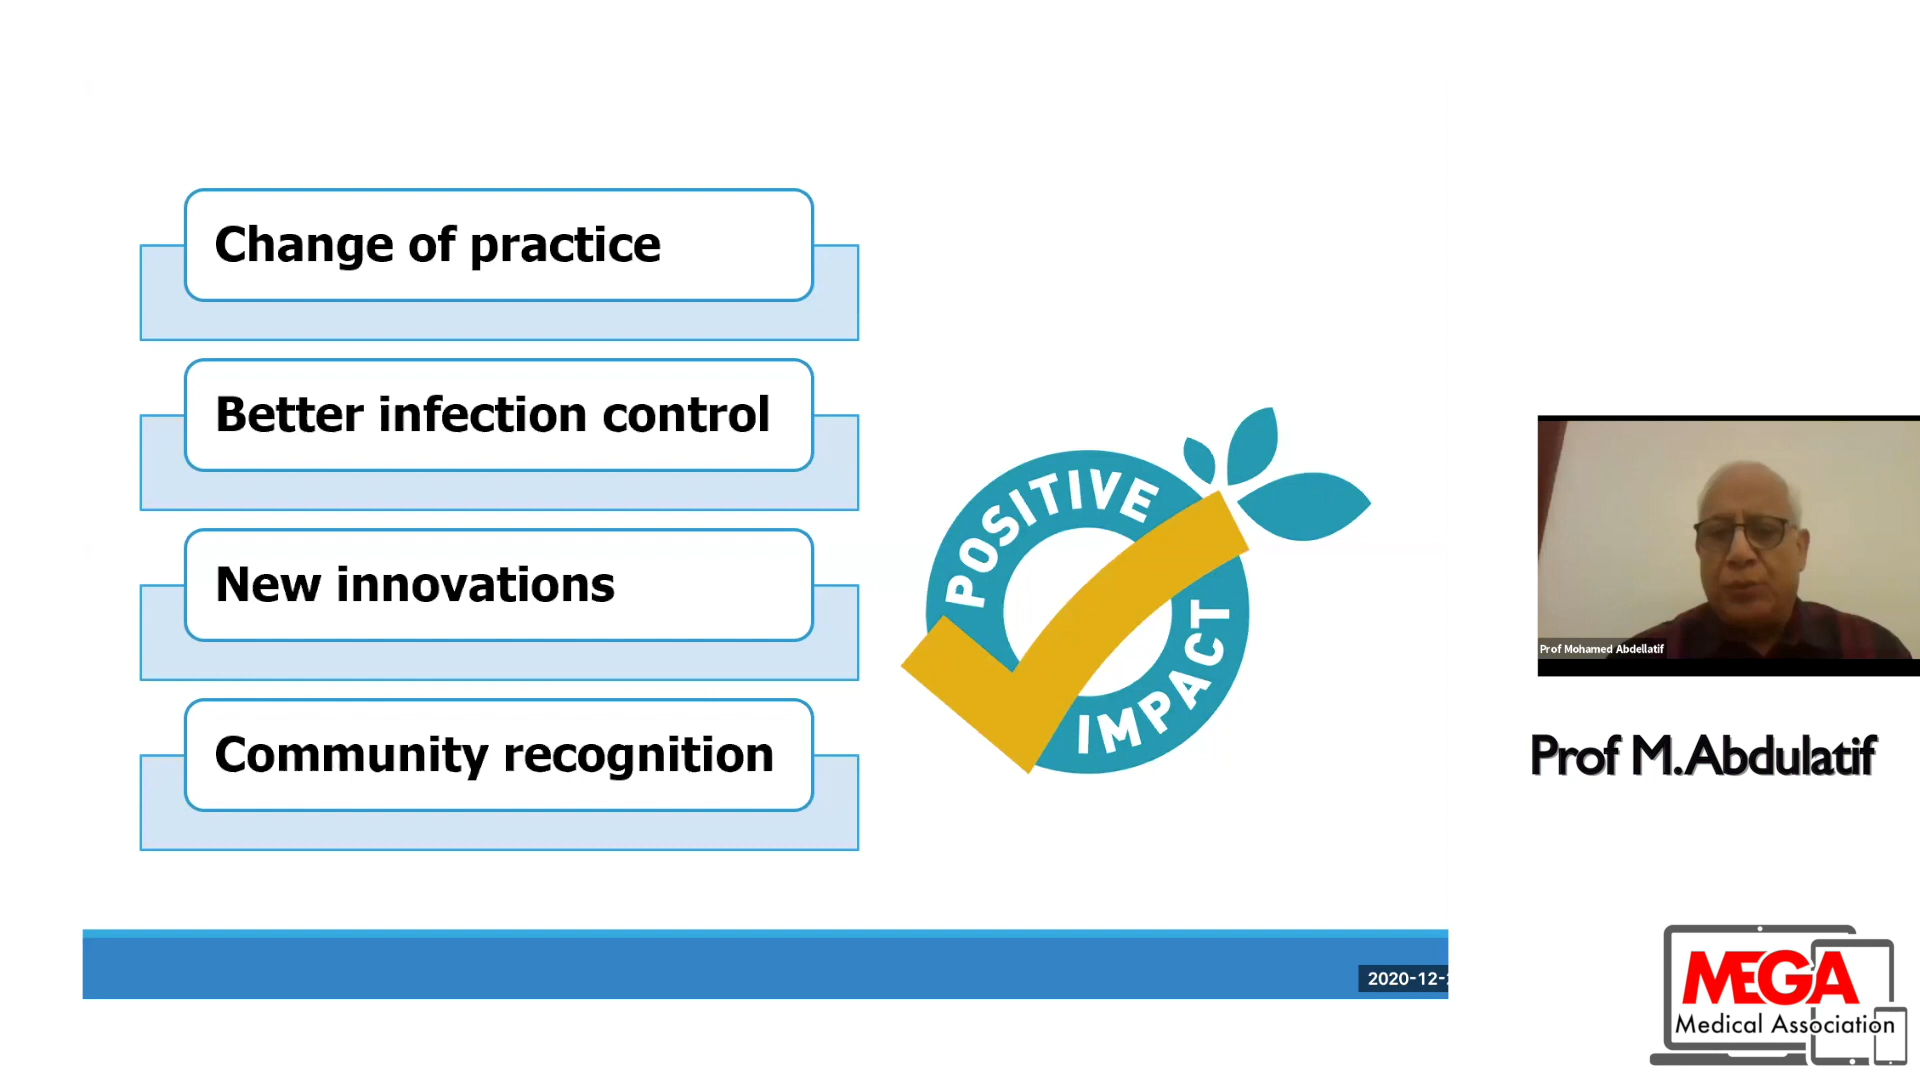 Change of practice
Better infection control
New innovations
Community recognition
POSITIVE
IMPACT
2020-12-
Prof Mohamed Abdellatif
Prof M.Abdulatif
MEGA
Medical Association